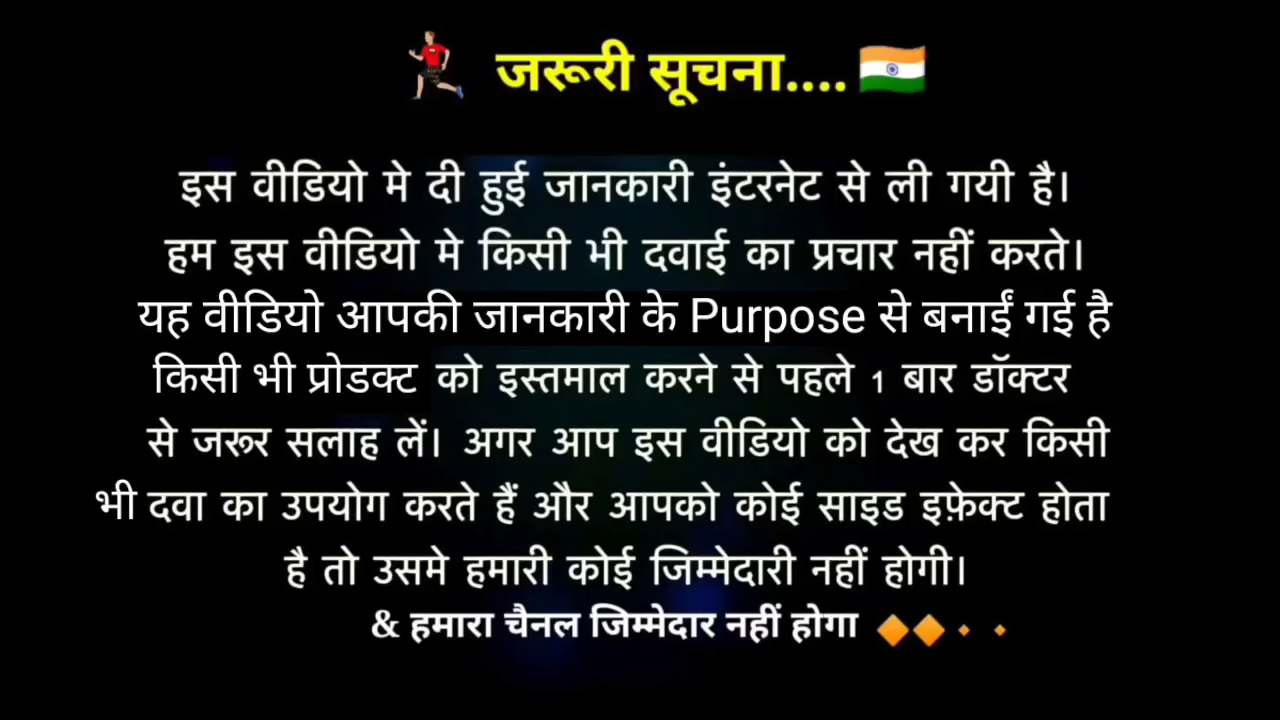 जरूरी सूचना....
इस वीडियो मे दी हुई जानकारी इंटरनेट से ली गयी है।
हम इस वीडियो मे किसी भी दवाई का प्रचार नहीं करते।
यह वीडियो आपकी जानकारी के Purpose से बनाईं गई है
किसी भी प्रोडक्ट को इस्तमाल करने से पहले 1 बार डॉक्टर
से जरूर सलाह लें। अगर आप इस वीडियो को देख कर किसी
भी दवा का उपयोग करते हैं और आपको कोई साइड इफ़ेक्ट होता
है तो उसमे हमारी कोई जिम्मेदारी नहीं होगी।
& हमारा चैनल जिम्मेदार नहीं होगा